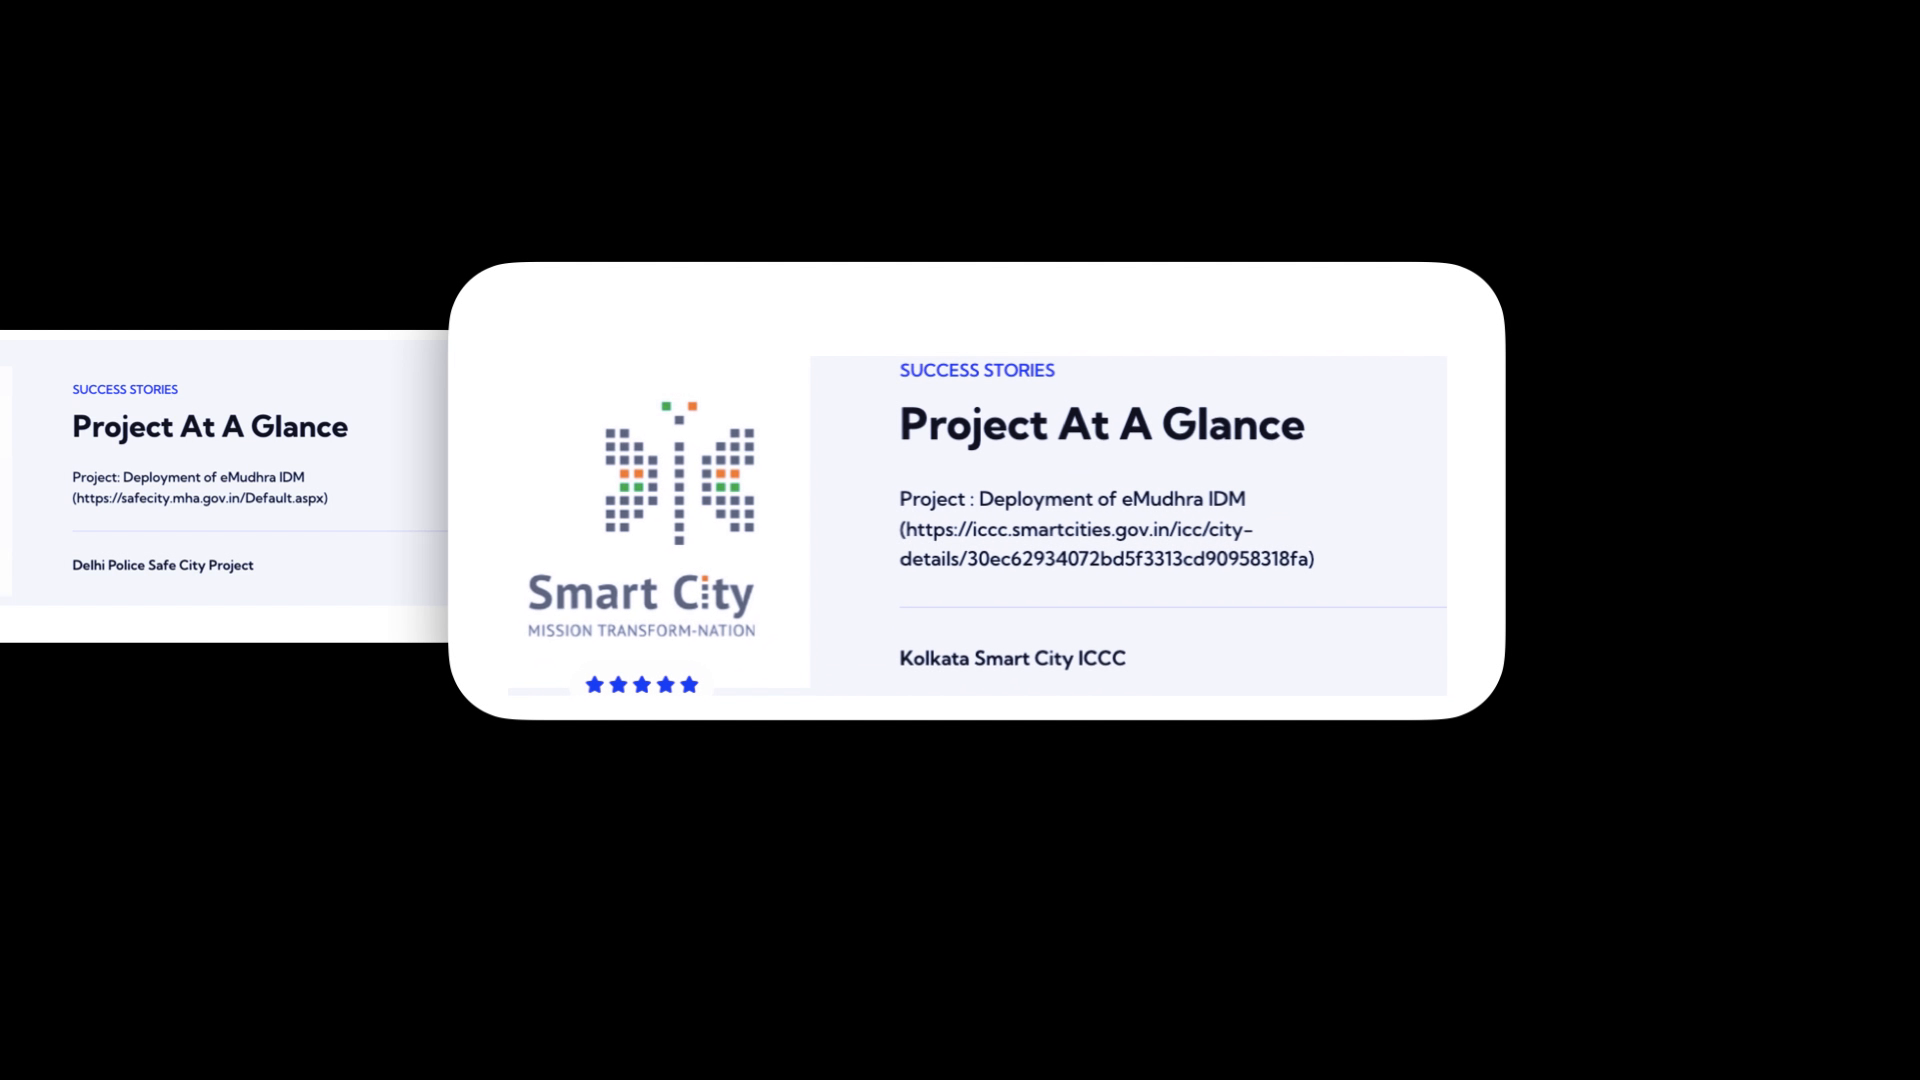 SUCCESS STORIES
Project At A Glance
Project: Deployment of eMudhra IDM
(https://safecity.mha.gov.in/Default.aspx)
Delhi Police Safe City Project
Smart City
MISSION TRANSFORM-NATION
SUCCESS STORIES
Project At A Glance
Project : Deployment of eMudhra IDM
(https://iccc.smartcities.gov.in/icc/city-
details/30ec62934072bd5f3313cd90958318fa)
Kolkata Smart City ICCC